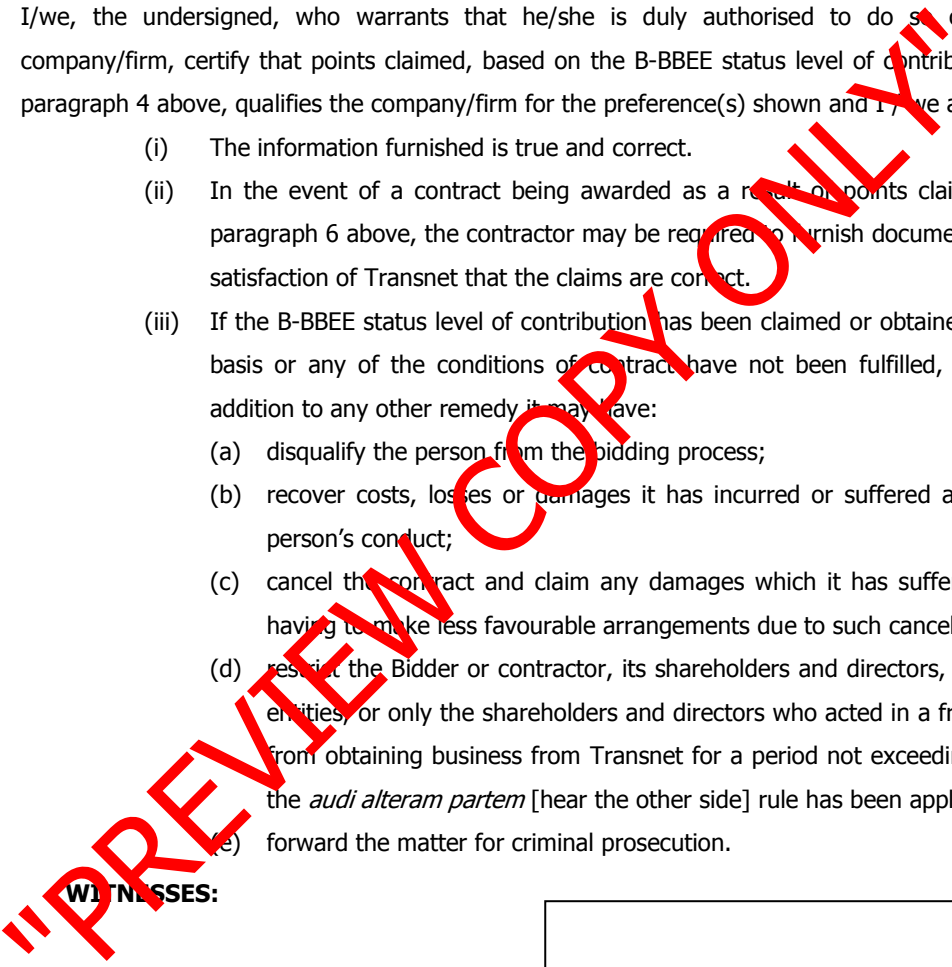 I/we, the undersigned, who warrants that he/she is duly authorised to do so
company/firm, certify that points claimed, based on the B-BBEE status level of
paragraph 4 above, qualifies the company/firm for the preference(s) shown and I / we
(i) The information furnished is true and correct.
(ii) In the event of a contract being awarded as a result of points
paragraph 6 above, the contractor may be required to furnish
satisfaction of Transnet that the claims are correct.
(iii) If the B-BBEE status level of contribution has been claimed or
basis or any of the conditions of contract have not been fulfilled,
addition to any other remedy it may have:
(a) disqualify the person from the bidding process;
(b) recover costs, losses or damages it has incurred or suffered
person's conduct;
(c) cancel the contract and claim any damages which it has
having to make less favourable arrangements due to such
(d) restrict the Bidder or contractor, its shareholders and directors,
entities, or only the shareholders and directors who acted in a
from obtaining business from Transnet for a period not
the audi alteram partem [hear the other side] rule has been
(e) forward the matter for criminal prosecution.
WITNESSES:
"PREVIEW COPY ONLY"